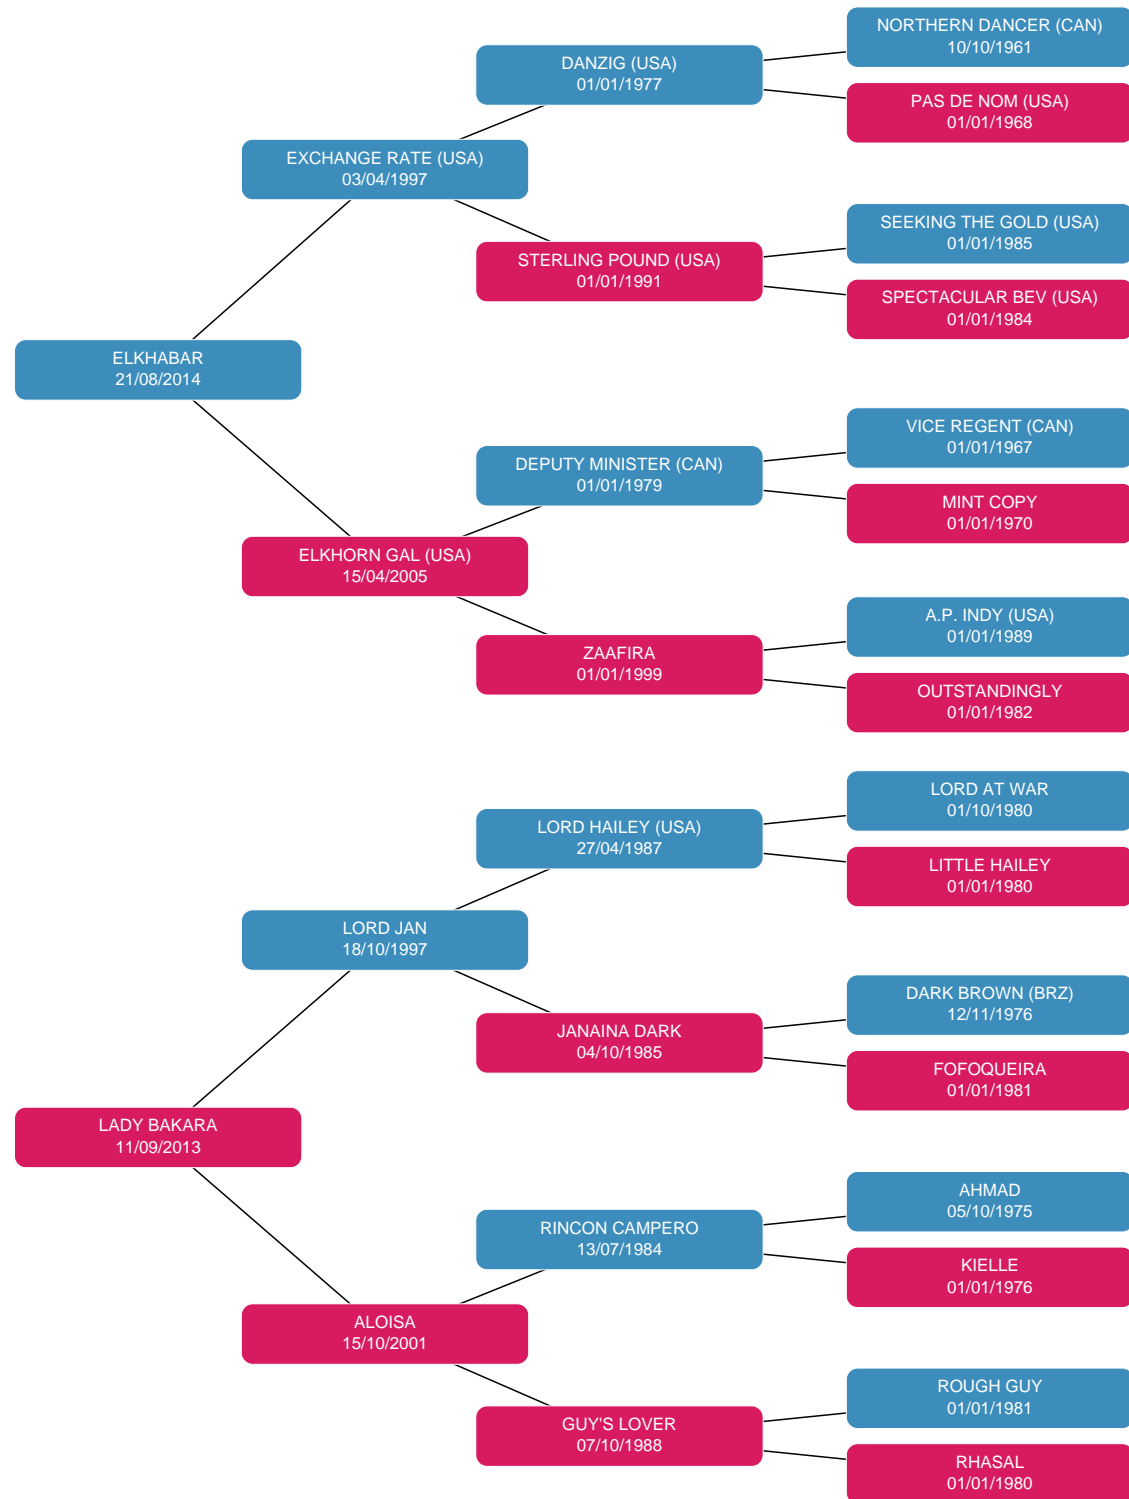 NORTHERN DANCER (CAN)
10/10/1961
DANZIG (USA)
01/01/1977
PAS DE NOM (USA)
01/01/1968
EXCHANGE RATE (USA)
03/04/1997
SEEKING THE GOLD (USA)
01/01/1985
STERLING POUND (USA)
01/01/1991
SPECTACULAR BEV (USA)
01/01/1984
ELKHABAR
21/08/2014
VICE REGENT (CAN)
01/01/1967
DEPUTY MINISTER (CAN)
01/01/1979
MINT COPY
01/01/1970
ELKHORN GAL (USA)
15/04/2005
A.P. INDY (USA)
01/01/1989
ZAAFIRA
01/01/1999
OUTSTANDINGLY
01/01/1982
LORD AT WAR
01/10/1980
LORD HAILEY (USA)
27/04/1987
LITTLE HAILEY
01/01/1980
LORD JAN
18/10/1997
DARK BROWN (BRZ)
12/11/1976
JANAINA DARK
04/10/1985
FOFOQUEIRA
01/01/1981
LADY BAKARA
11/09/2013
AHMAD
05/10/1975
RINCON CAMPERO
13/07/1984
KIELLE
01/01/1976
ALOISA
15/10/2001
ROUGH GUY
01/01/1981
GUY'S LOVER
07/10/1988
RHASAL
01/01/1980